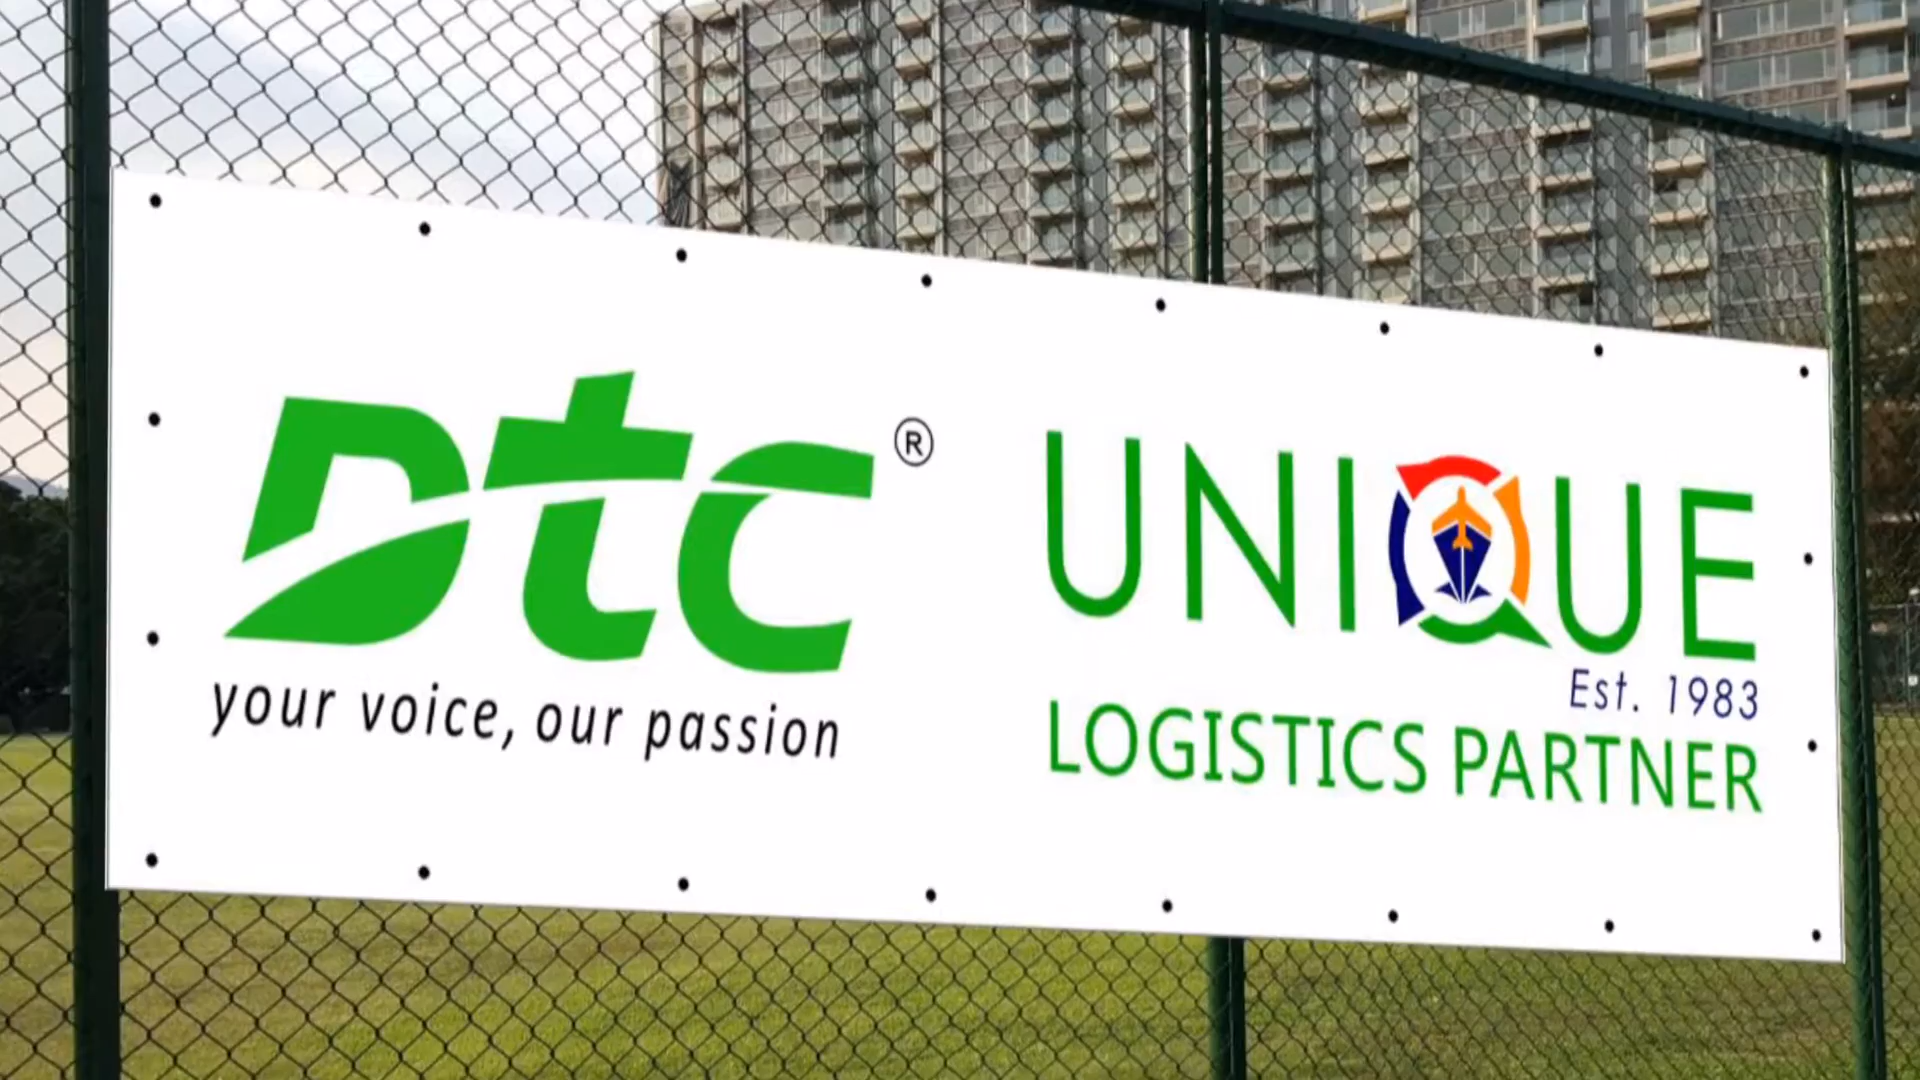 Dtc ®
your voice, our passion
UNIQUE
Est. 1983
LOGISTICS PARTNER